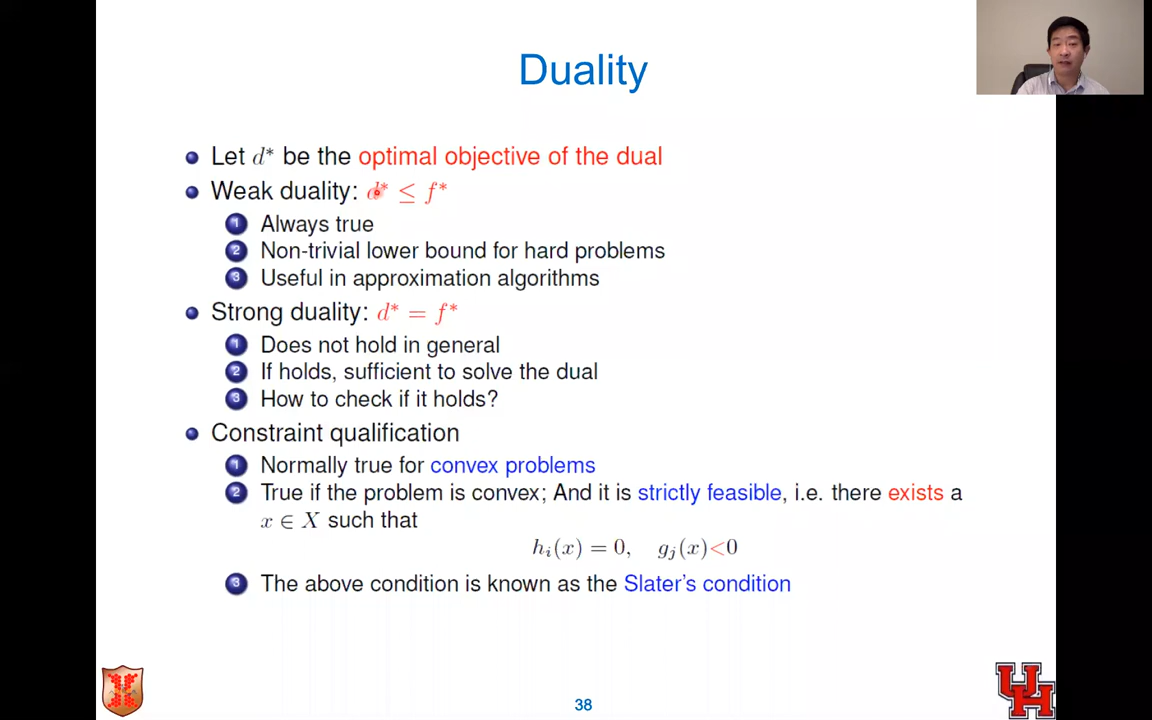 Duality
Let d* be the optimal objective of the dual
Weak duality: d* ≤ f*
1 Always true
2 Non-trivial lower bound for hard problems
3 Useful in approximation algorithms
Strong duality: d* = f*
1 Does not hold in general
2 If holds, sufficient to solve the dual
3 How to check if it holds?
Constraint qualification
1 Normally true for convex problems
2 True if the problem is convex; And it is strictly feasible, i.e. there exists a
x ∈ X such that
hᵢ(x) = 0, gⱼ(x)<0
3 The above condition is known as the Slater's condition
38
UH